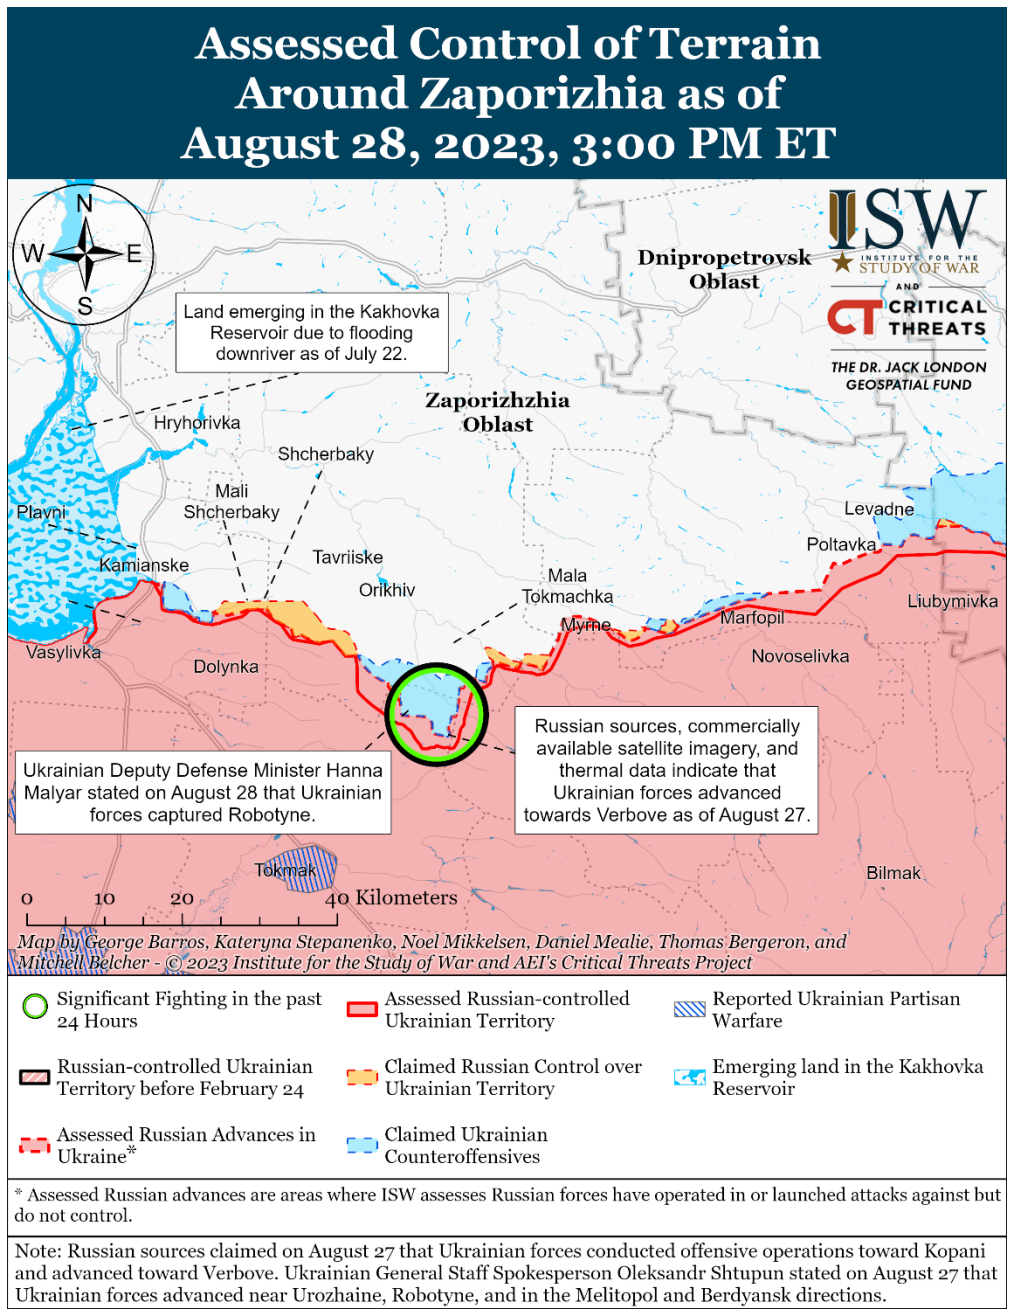 Assessed Control of Terrain
Around Zaporizhia as of
August 28, 2023, 3:00 PM ET
N
W
E
S
ISW
INSTITUTE FOR THE
STUDY OF WAR
AND
CT CRITICAL
THREATS
THE DR. JACK LONDON
GEOSPATIAL FUND
Dnipropetrovsk
Oblast
Land emerging in the Kakhovka
Reservoir due to flooding
downriver as of July 22.
Zaporizhzhia
Oblast
Hryhorivka
Shcherbaky
Mali
Shcherbaky
Plavni
Levadne
Poltavka
Kamianske
Tavriiske
Orikhiv
Mala
Tokmachka
Liubymivka
Marfopil
Myrne
Vasylivka
Dolynka
Novoselivka
Russian sources, commercially
available satellite imagery, and
thermal data indicate that
Ukrainian forces advanced
towards Verbove as of August 27.
Ukrainian Deputy Defense Minister Hanna
Malyar stated on August 28 that Ukrainian
forces captured Robotyne.
Tokmak
Bilmak
0 10 20 40 Kilometers
Map by George Barros, Kateryna Stepanenko, Noel Mikkelsen, Daniel Mealie, Thomas Bergeron, and
Mitchell Belcher - © 2023 Institute for the Study of War and AEI's Critical Threats Project
Significant Fighting in the past
24 Hours
Assessed Russian-controlled
Ukrainian Territory
Reported Ukrainian Partisan
Warfare
Russian-controlled Ukrainian
Territory before February 24
Claimed Russian Control over
Ukrainian Territory
Emerging land in the Kakhovka
Reservoir
Assessed Russian Advances in
Ukraine*
Claimed Ukrainian
Counteroffensives
* Assessed Russian advances are areas where ISW assesses Russian forces have operated in or launched attacks against but
do not control.
Note: Russian sources claimed on August 27 that Ukrainian forces conducted offensive operations toward Kopani
and advanced toward Verbove. Ukrainian General Staff Spokesperson Oleksandr Shtupun stated on August 27 that
Ukrainian forces advanced near Urozhaine, Robotyne, and in the Melitopol and Berdyansk directions.